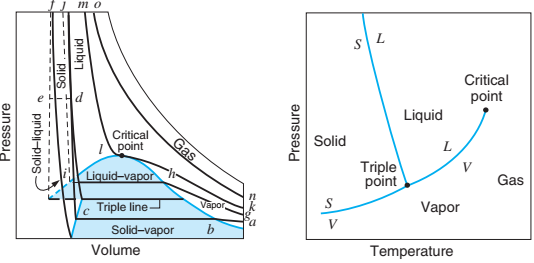 f j m o
Pressure
Solid–liquid
Solid
Liquid
e
d
l
Critical
point
Gas
i
Liquid–vapor
h
Vapor
n
k
g
a
c
Triple line
Solid–vapor
b
Volume
Pressure
S L
Critical
point
Liquid
Solid
L
V
Triple
point
Gas
S
V
Vapor
Temperature